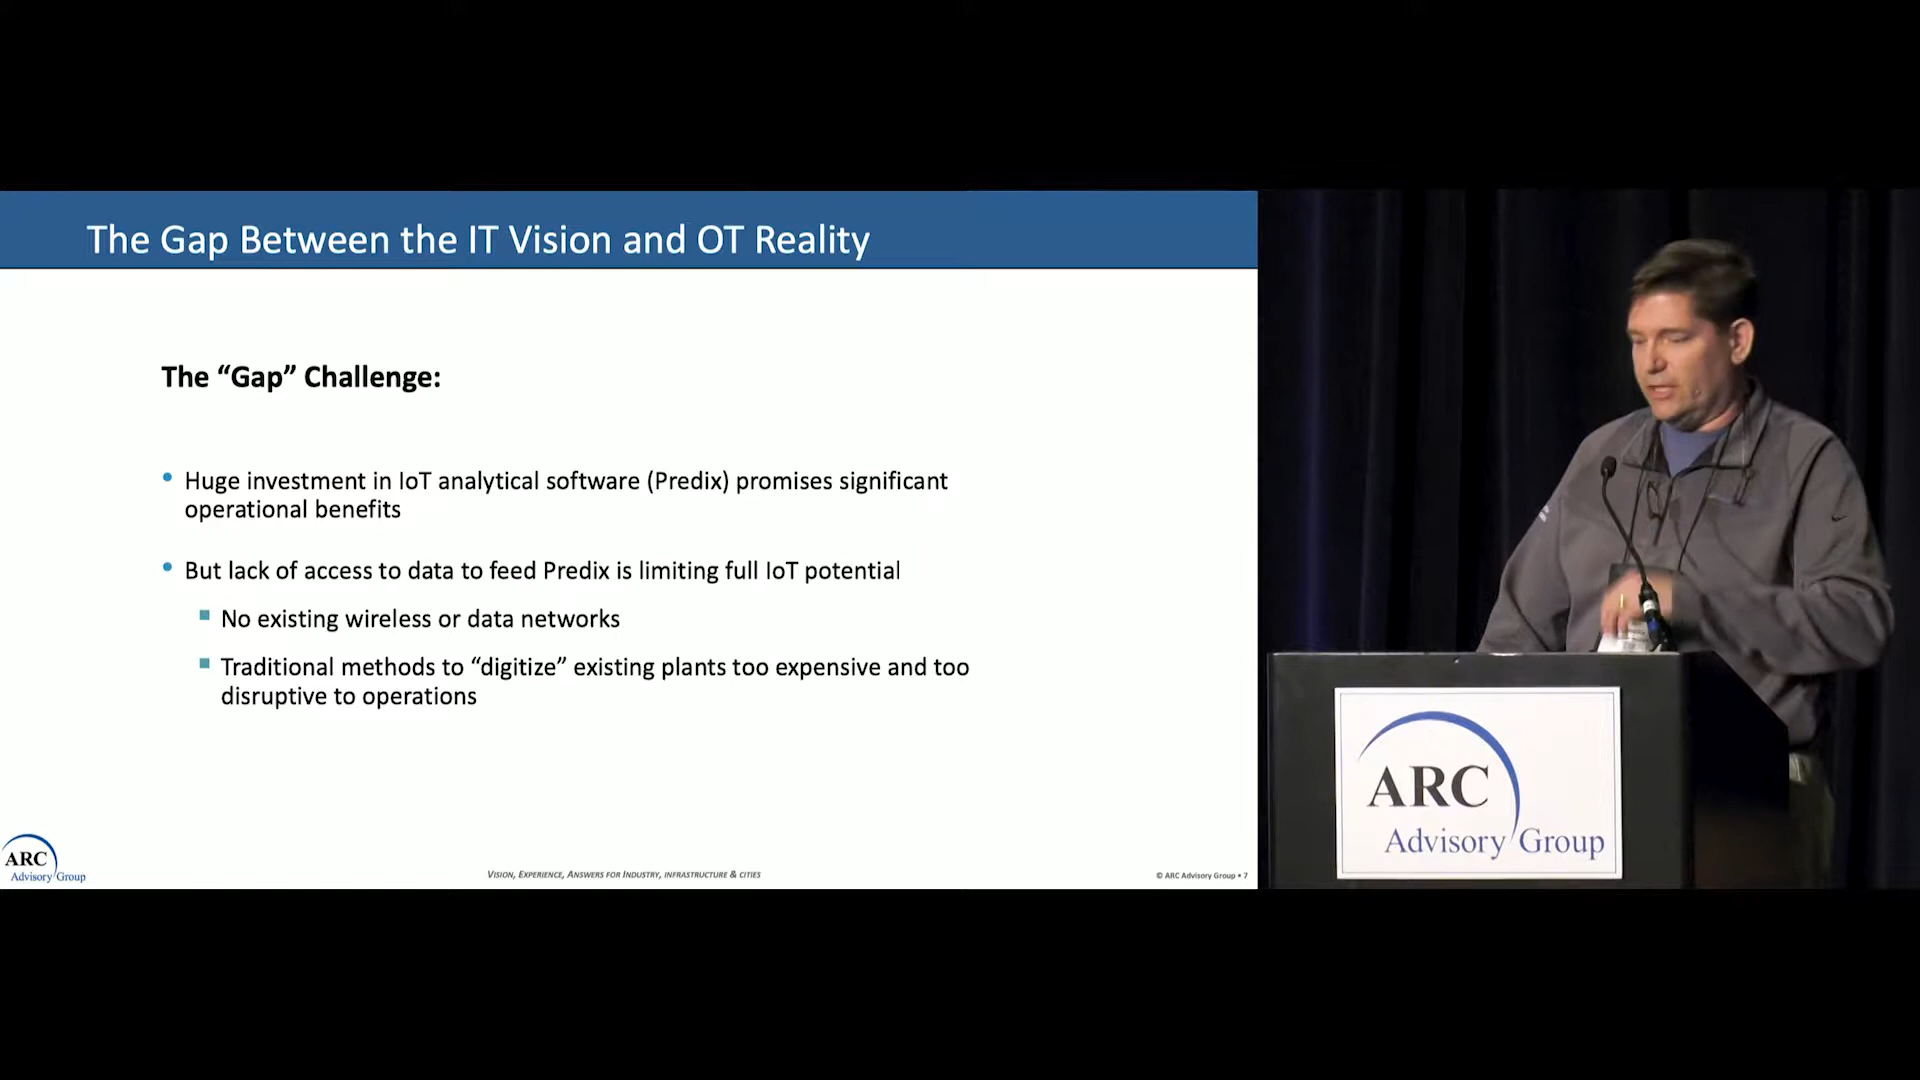 The Gap Between the IT Vision and OT Reality
The “Gap” Challenge:
• Huge investment in IoT analytical software (Predix) promises significant
operational benefits
• But lack of access to data to feed Predix is limiting full IoT potential
▪ No existing wireless or data networks
▪ Traditional methods to “digitize” existing plants too expensive and too
disruptive to operations
ARC
Advisory Group
VISION, EXPERIENCE, ANSWERS FOR INDUSTRY, INFRASTRUCTURE & CITIES
© ARC Advisory Group • 7
ARC
Advisory Group